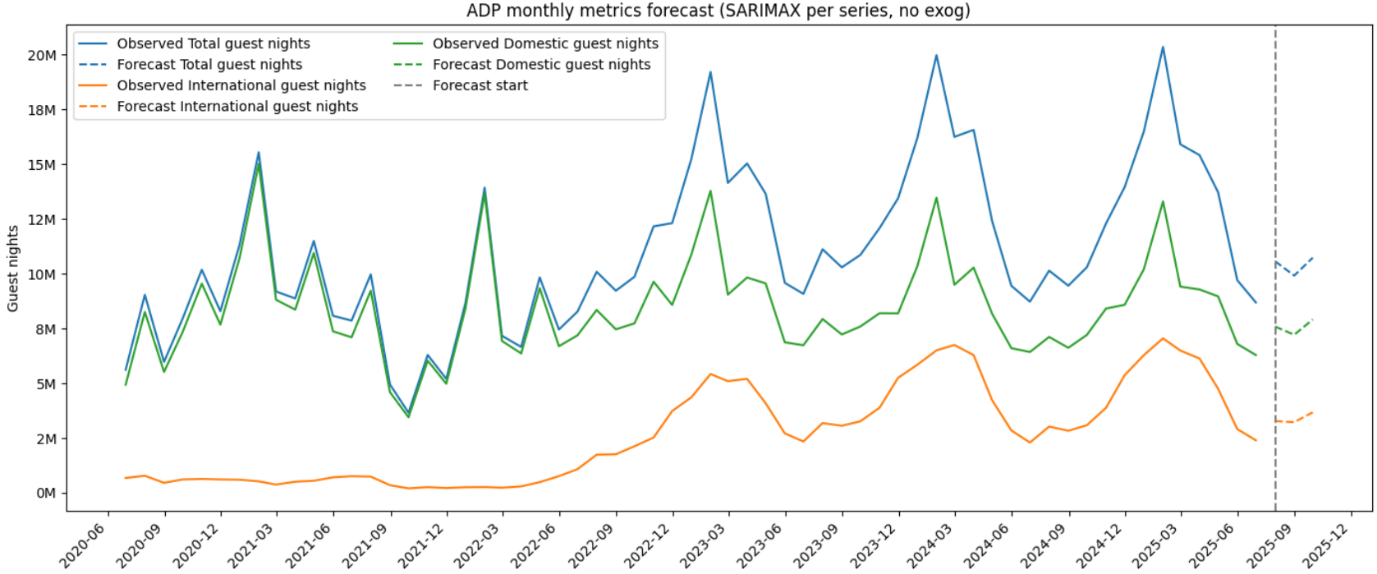 ADP monthly metrics forecast (SARIMAX per series, no exog)
Observed Total guest nights
Forecast Total guest nights
Observed International guest nights
Forecast International guest nights
Observed Domestic guest nights
Forecast Domestic guest nights
Forecast start
Guest nights
20M
18M
15M
12M
10M
8M
5M
2M
0M
2020-06
2020-09
2020-12
2021-03
2021-06
2021-09
2021-12
2022-03
2022-06
2022-09
2022-12
2023-03
2023-06
2023-09
2023-12
2024-03
2024-06
2024-09
2024-12
2025-03
2025-06
2025-09
2025-12